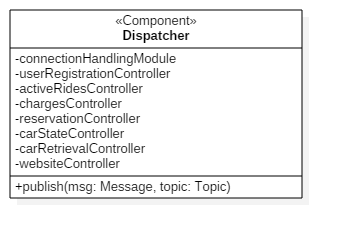 «Component»
Dispatcher
-connectionHandlingModule
-userRegistrationController
-activeRidesController
-chargesController
-reservationController
-carStateController
-carRetrievalController
-websiteController
+publish(msg: Message, topic: Topic)